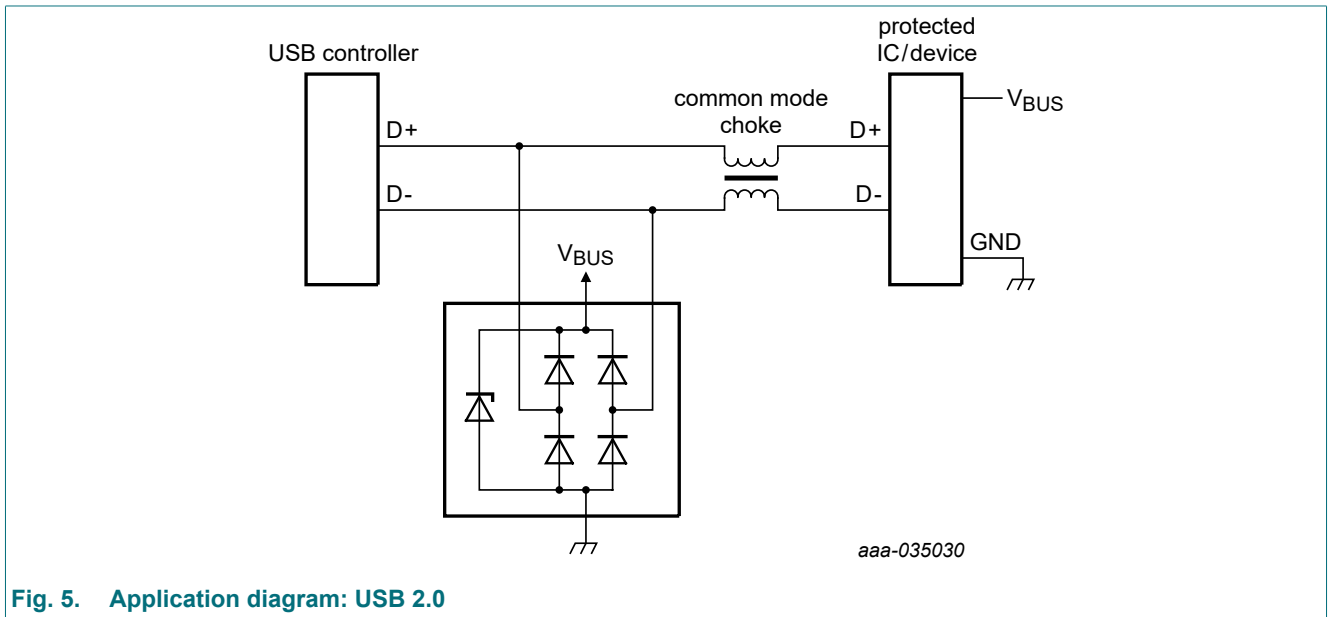 protected
IC/device
USB controller
common mode
choke
VBUS
D+
D+
D-
D-
GND
VBUS
aaa-035030
Fig. 5. Application diagram: USB 2.0